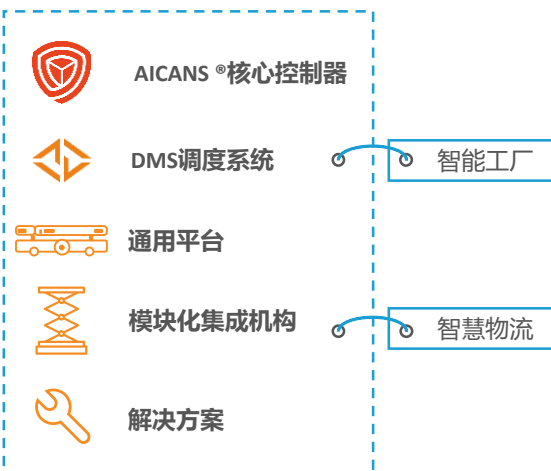 AICANS ®核心控制器
DMS调度系统
智能工厂
通用平台
模块化集成机构
智慧物流
解决方案